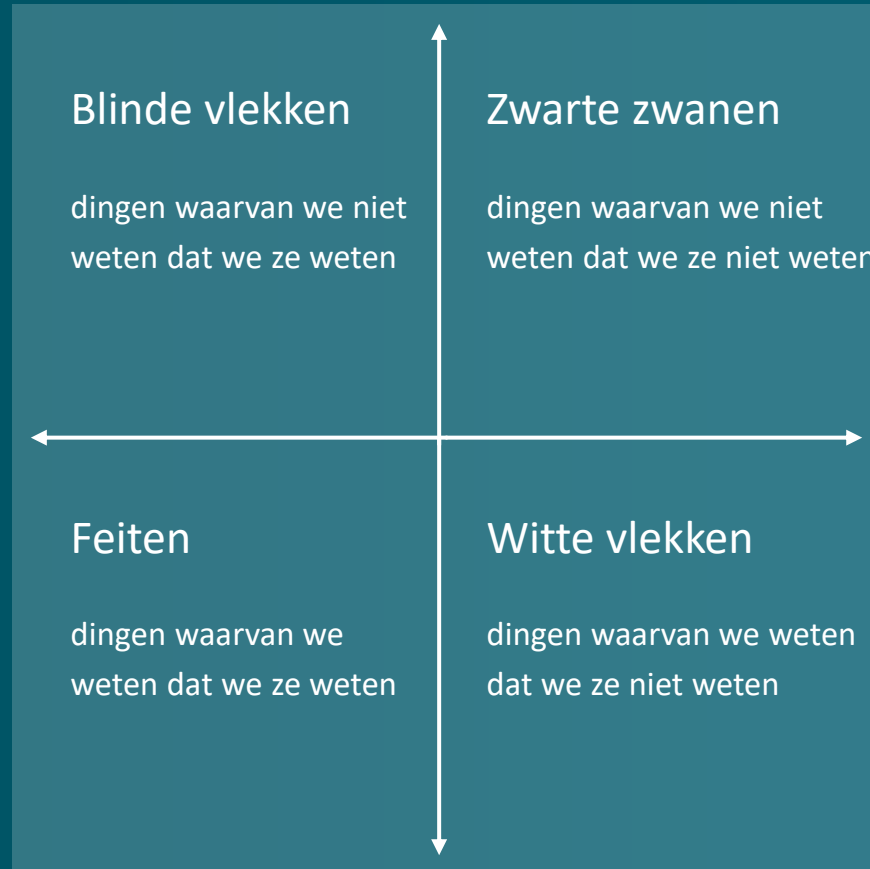 Blinde vlekken
dingen waarvan we niet
weten dat we ze weten
Zwarte zwanen
dingen waarvan we niet
weten dat we ze niet weten
Feiten
dingen waarvan we
weten dat we ze weten
Witte vlekken
dingen waarvan we weten
dat we ze niet weten